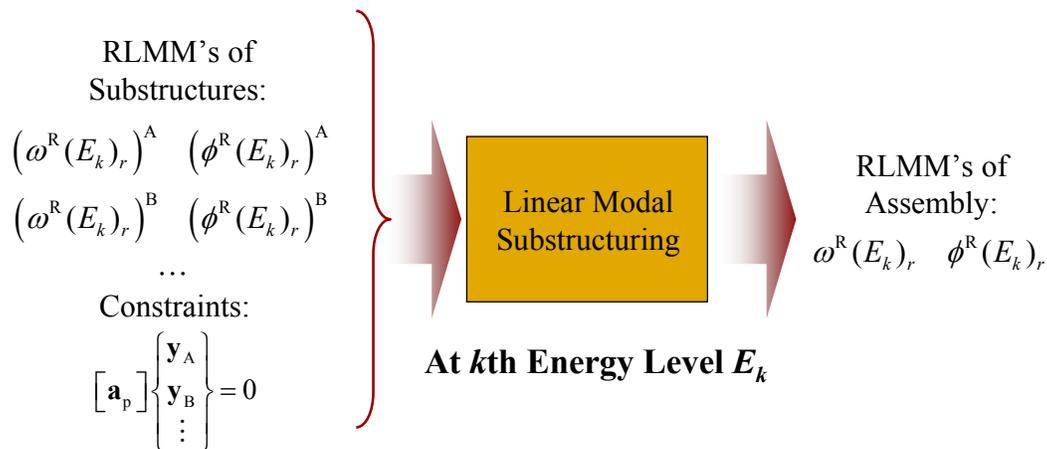 RLMM's of
Substructures:
(ω^R(E_k)_r)^A (ϕ^R(E_k)_r)^A
(ω^R(E_k)_r)^B (ϕ^R(E_k)_r)^B
…
Constraints:
[a_p]{y_A y_B ⋮} = 0
Linear Modal
Substructuring
At kth Energy Level E_k
RLMM's of
Assembly:
ω^R(E_k)_r ϕ^R(E_k)_r